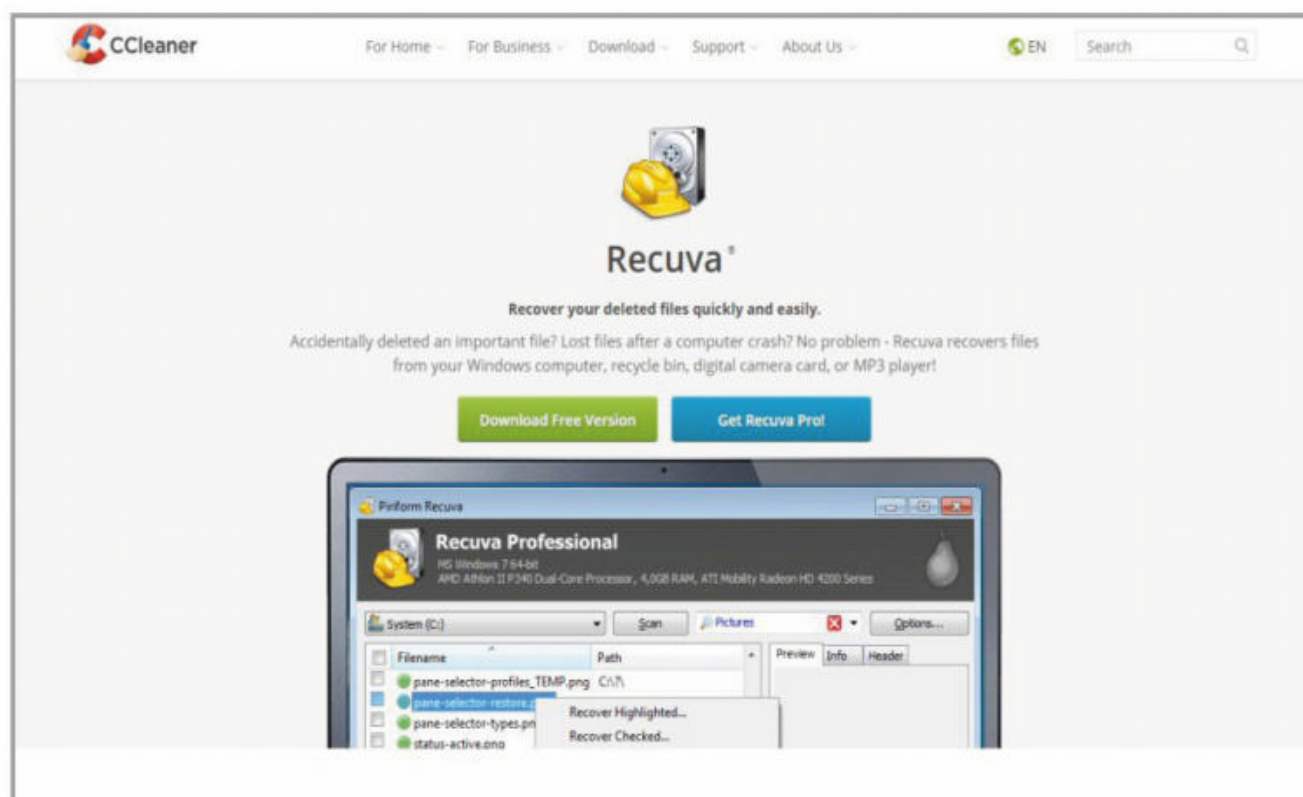 CCleaner
For Home
For Business
Download
Support
About Us
EN
Search
Recuva®
Recover your deleted files quickly and easily.
Accidentally deleted an important file? Lost files after a computer crash? No problem - Recuva recovers files
from your Windows computer, recycle bin, digital camera card, or MP3 player!
Download Free Version
Get Recuva Pro!
Piriform Recuva
Recuva Professional
MS Windows 7 64-bit
AMD Athlon II P340 Dual-Core Processor, 4,0GB RAM, ATI Mobility Radeon HD 4200 Series
System (C:)
Scan
Pictures
Options...
Filename
Path
Preview
Info
Header
pane-selector-profiles_TEMP.png C:\?\
pane-selector-restore.p
pane-selector-types.pn
status-active.png
Recover Highlighted...
Recover Checked...